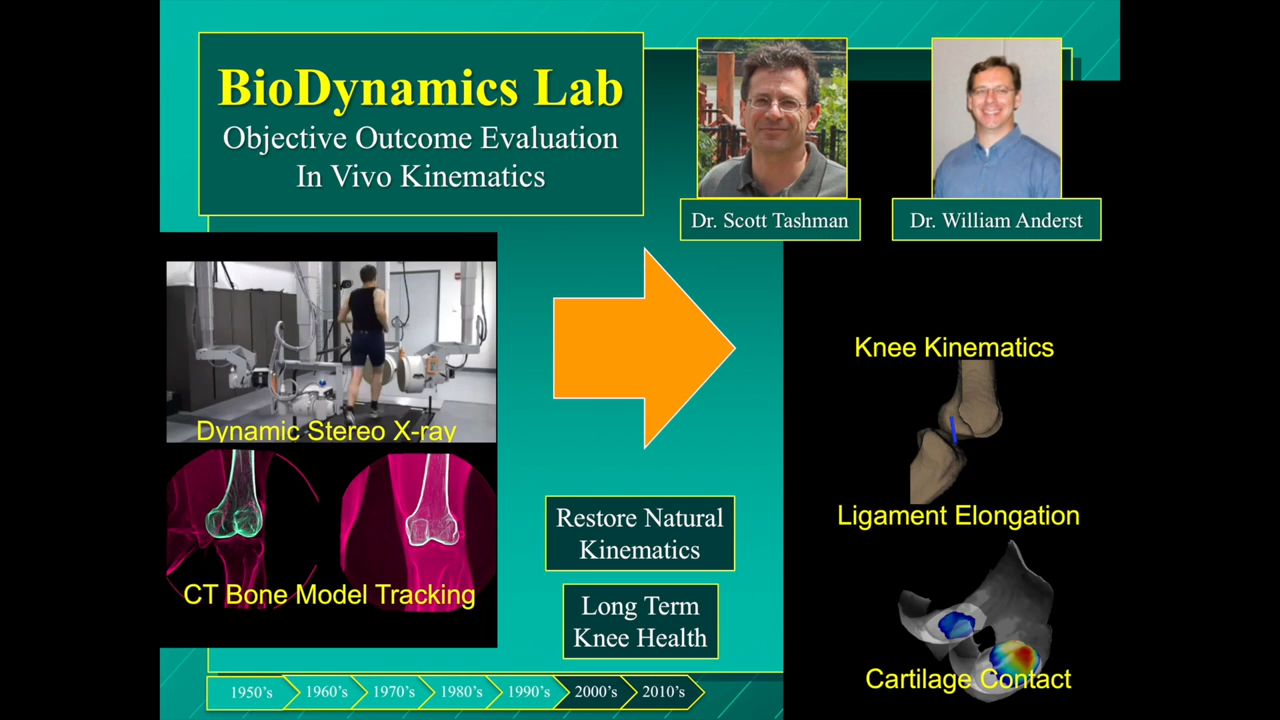 BioDynamics Lab
Objective Outcome Evaluation
In Vivo Kinematics
Dr. Scott Tashman
Dr. William Anderst
Dynamic Stereo X-ray
CT Bone Model Tracking
Restore Natural
Kinematics
Long Term
Knee Health
Knee Kinematics
Ligament Elongation
Cartilage Contact
1950's
1960's
1970's
1980's
1990's
2000's
2010's